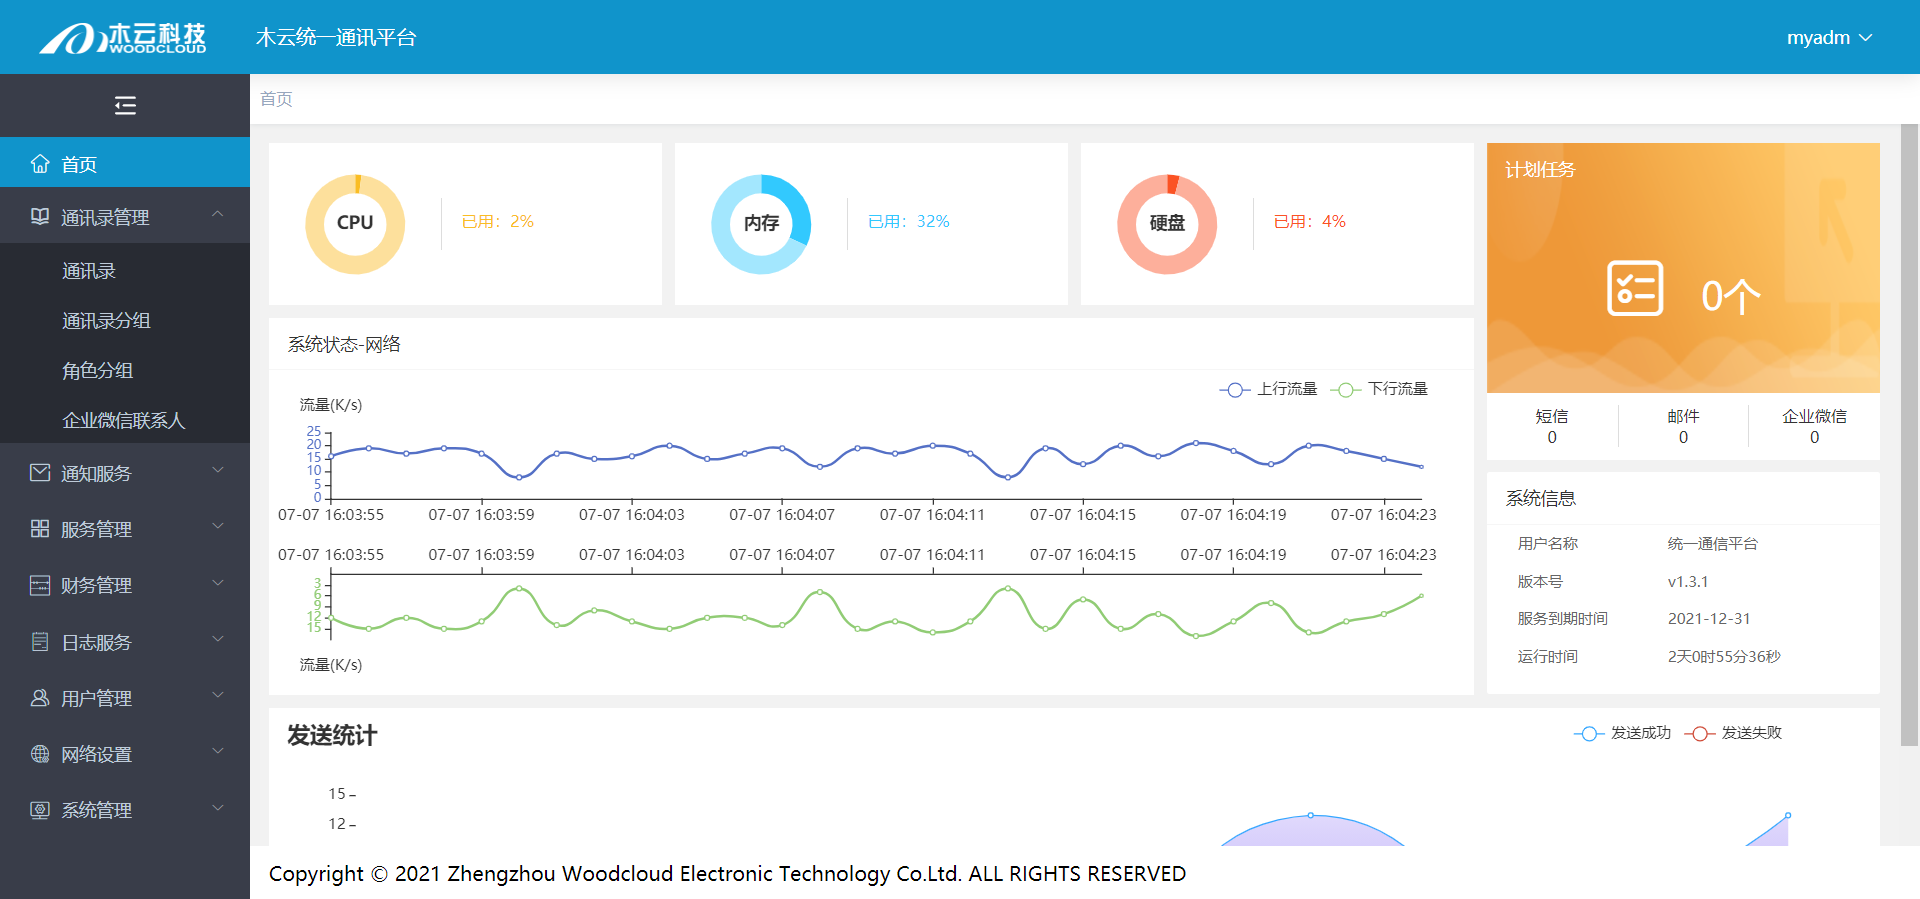 木云科技
WOODCLOUD
木云统一通讯平台
myadm
首页
首页
通讯录管理
通讯录
通讯录分组
角色分组
企业微信联系人
通知服务
服务管理
财务管理
日志服务
用户管理
网络设置
系统管理
CPU
已用：2%
内存
已用：32%
硬盘
已用：4%
计划任务
0个
短信
0
邮件
0
企业微信
0
系统状态-网络
上行流量
下行流量
流量(K/s)
25
20
15
10
5
0
07-07 16:03:55 07-07 16:03:59 07-07 16:04:03 07-07 16:04:07 07-07 16:04:11 07-07 16:04:15 07-07 16:04:19 07-07 16:04:23
07-07 16:03:55 07-07 16:03:59 07-07 16:04:03 07-07 16:04:07 07-07 16:04:11 07-07 16:04:15 07-07 16:04:19 07-07 16:04:23
3
6
9
12
15
流量(K/s)
系统信息
用户名称 统一通信平台
版本号 v1.3.1
服务到期时间 2021-12-31
运行时间 2天0时55分36秒
发送统计
发送成功
发送失败
15
12
Copyright © 2021 Zhengzhou Woodcloud Electronic Technology Co.Ltd. ALL RIGHTS RESERVED